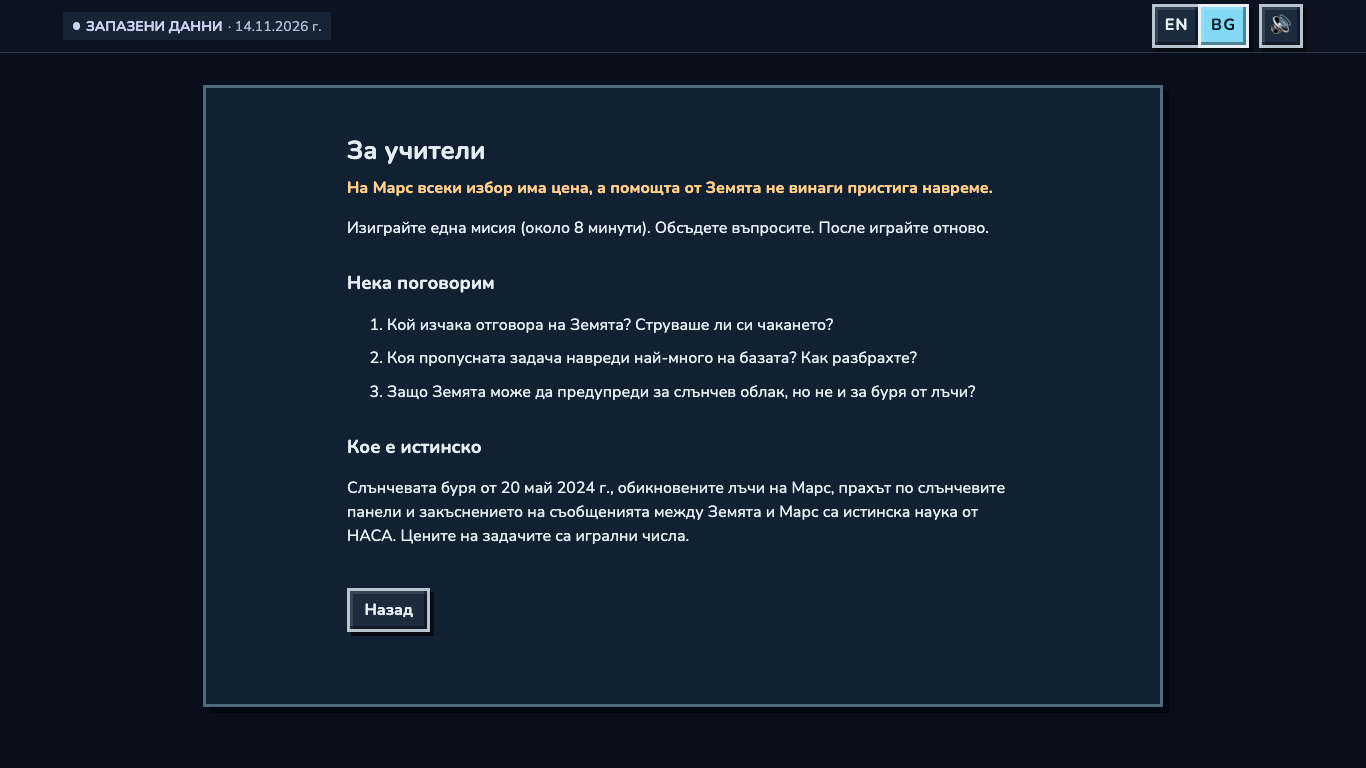 ЗАПАЗЕНИ ДАННИ · 14.11.2026 г.
EN BG
За учители
На Марс всеки избор има цена, а помощта от Земята не винаги пристига навреме.
Изиграйте една мисия (около 8 минути). Обсъдете въпросите. После играйте отново.
Нека поговорим
1. Кой изчака отговора на Земята? Струваше ли си чакането?
2. Коя пропусната задача навреди най-много на базата? Как разбрахте?
3. Защо Земята може да предупреди за слънчев облак, но не и за буря от лъчи?
Кое е истинско
Слънчевата буря от 20 май 2024 г., обикновените лъчи на Марс, прахът по слънчевите
панели и закъснението на съобщенията между Земята и Марс са истинска наука от
НАСА. Цените на задачите са игрални числа.
Назад